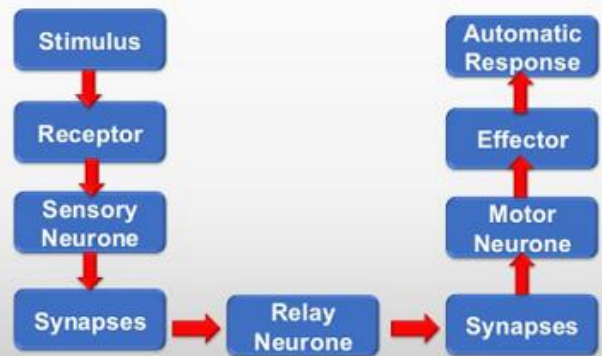 Stimulus
Receptor
Sensory
Neurone
Synapses
Relay
Neurone
Synapses
Motor
Neurone
Effector
Automatic
Response